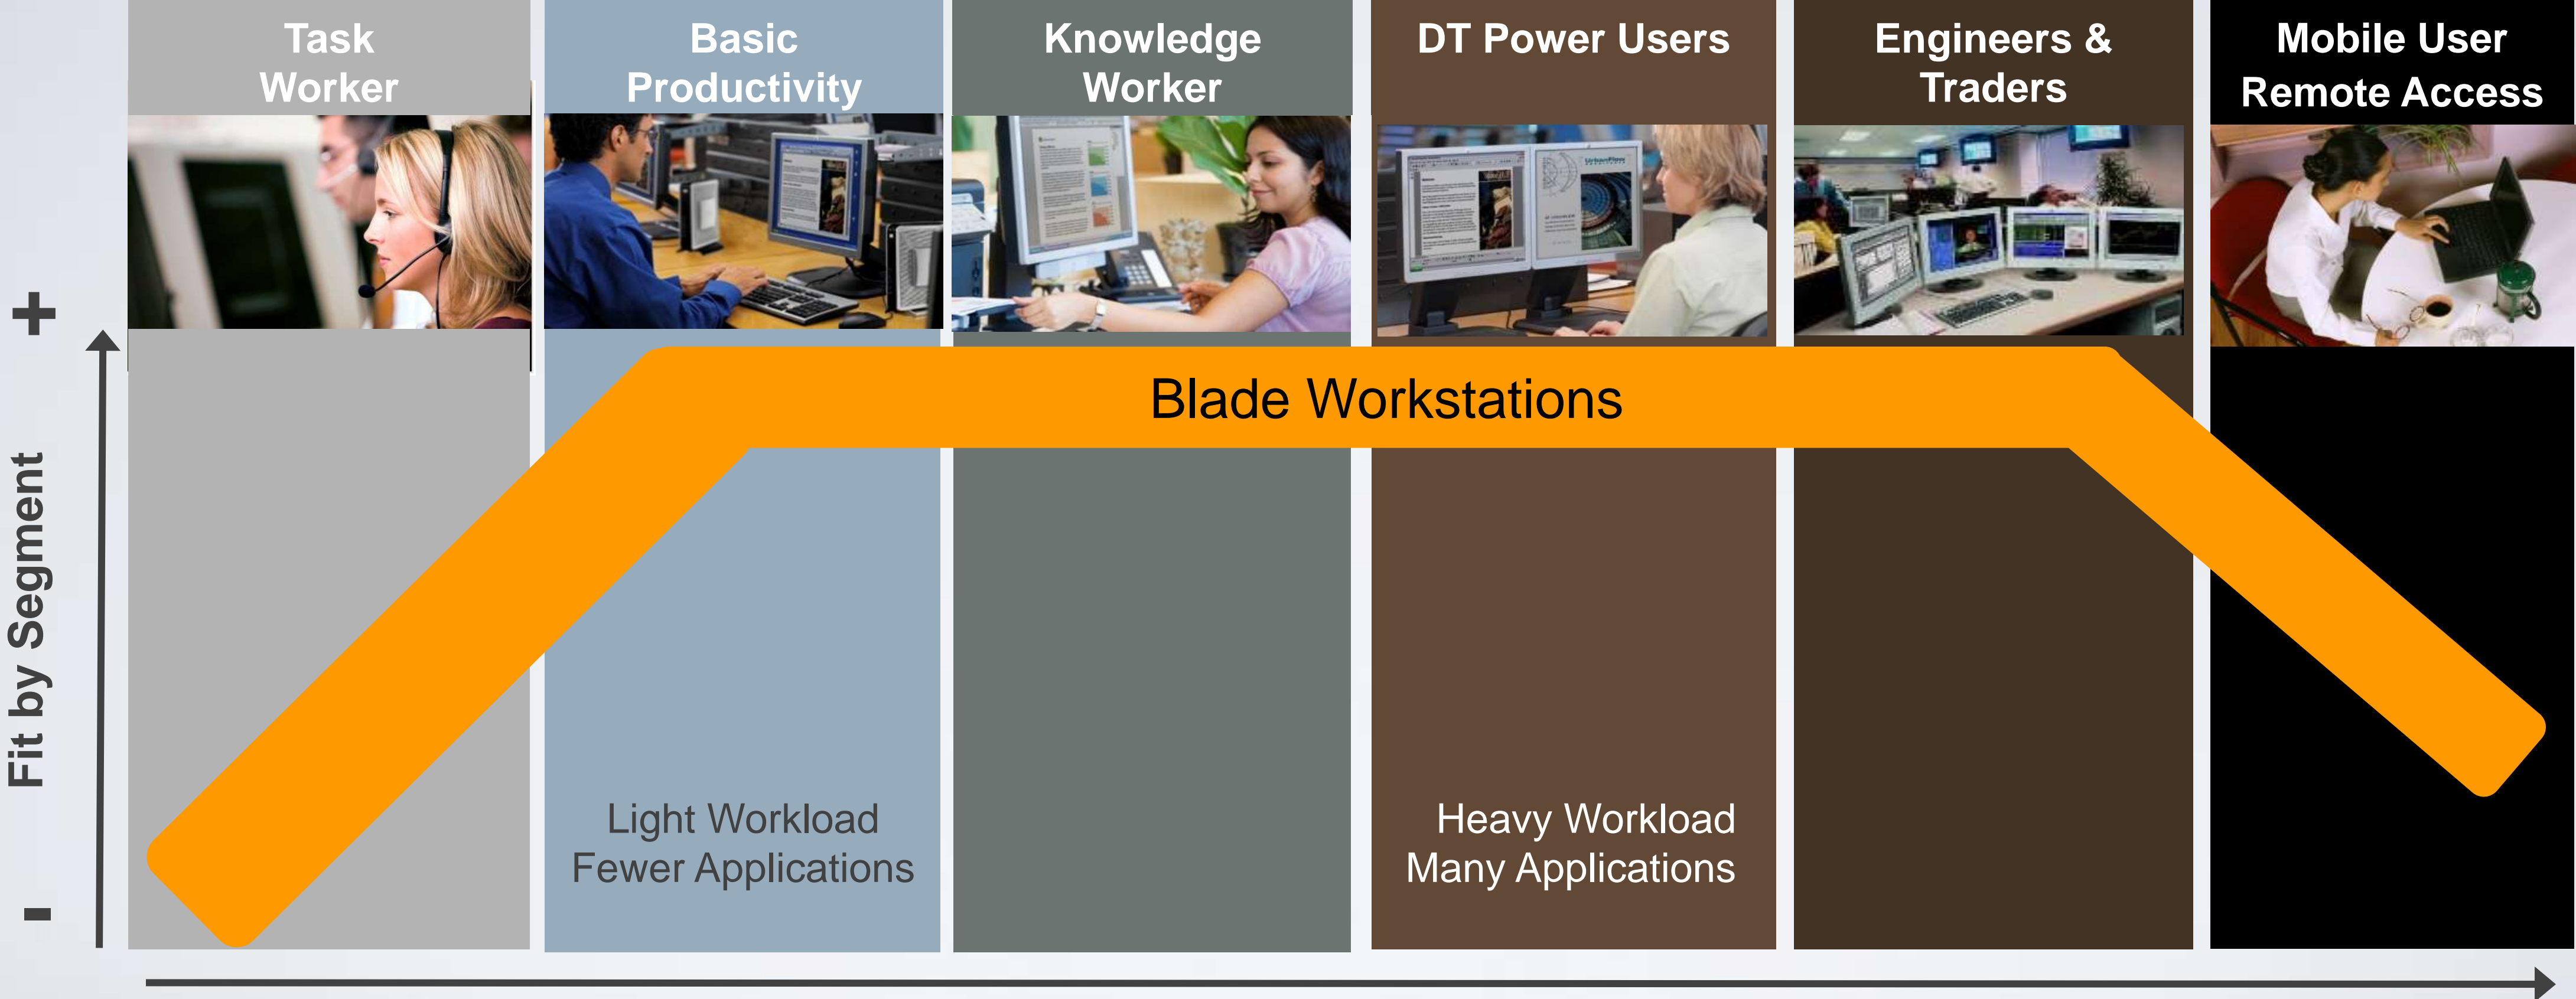 Task
Worker
Basic
Productivity
Knowledge
Worker
DT Power Users
Engineers &
Traders
Mobile User
Remote Access
+
Fit by Segment
-
Blade Workstations
Light Workload
Fewer Applications
Heavy Workload
Many Applications